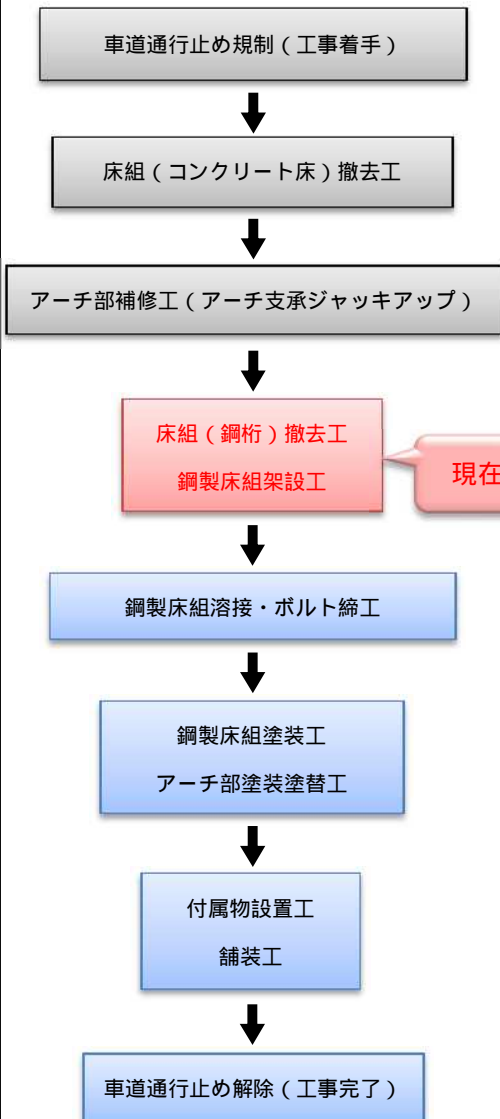 車道通行止め規制（工事着手）
床組（コンクリート床）撤去工
アーチ部補修工（アーチ支承ジャッキアップ）
床組（鋼桁）撤去工
鋼製床組架設工
現在
鋼製床組溶接・ボルト締工
鋼製床組塗装工
アーチ部塗装塗替工
付属物設置工
舗装工
車道通行止め解除（工事完了）